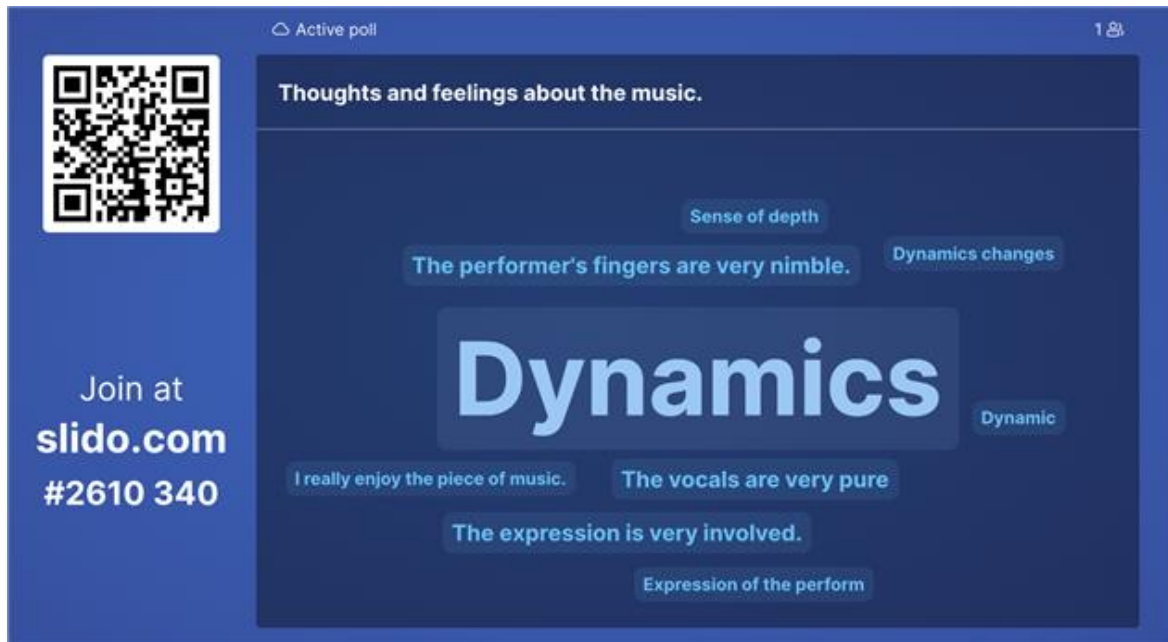 Active poll
1
Thoughts and feelings about the music.
Sense of depth
Dynamics changes
The performer's fingers are very nimble.
Dynamics
Dynamic
Join at
slido.com
#2610 340
I really enjoy the piece of music.
The vocals are very pure
The expression is very involved.
Expression of the perform